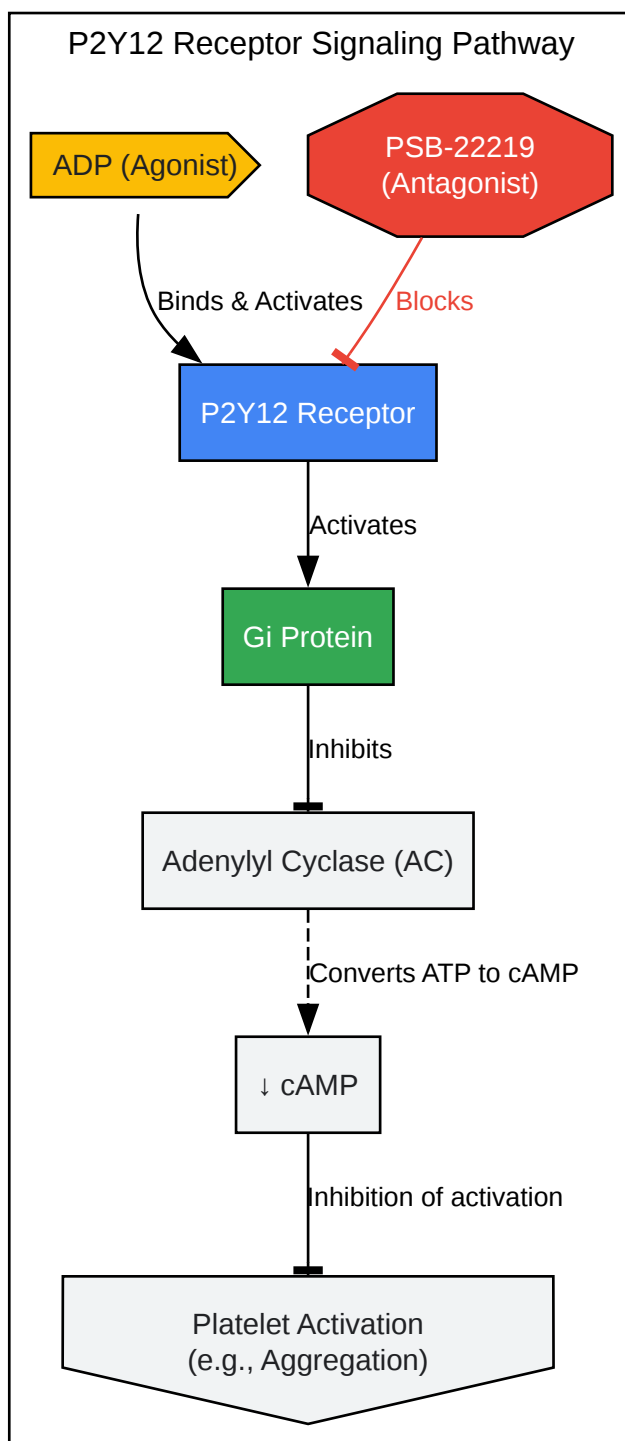 P2Y12 Receptor Signaling Pathway
ADP (Agonist)
PSB-22219
(Antagonist)
Binds & Activates
Blocks
P2Y12 Receptor
Activates
Gi Protein
Inhibits
Adenylyl Cyclase (AC)
Converts ATP to cAMP
↓ cAMP
Inhibition of activation
Platelet Activation
(e.g., Aggregation)